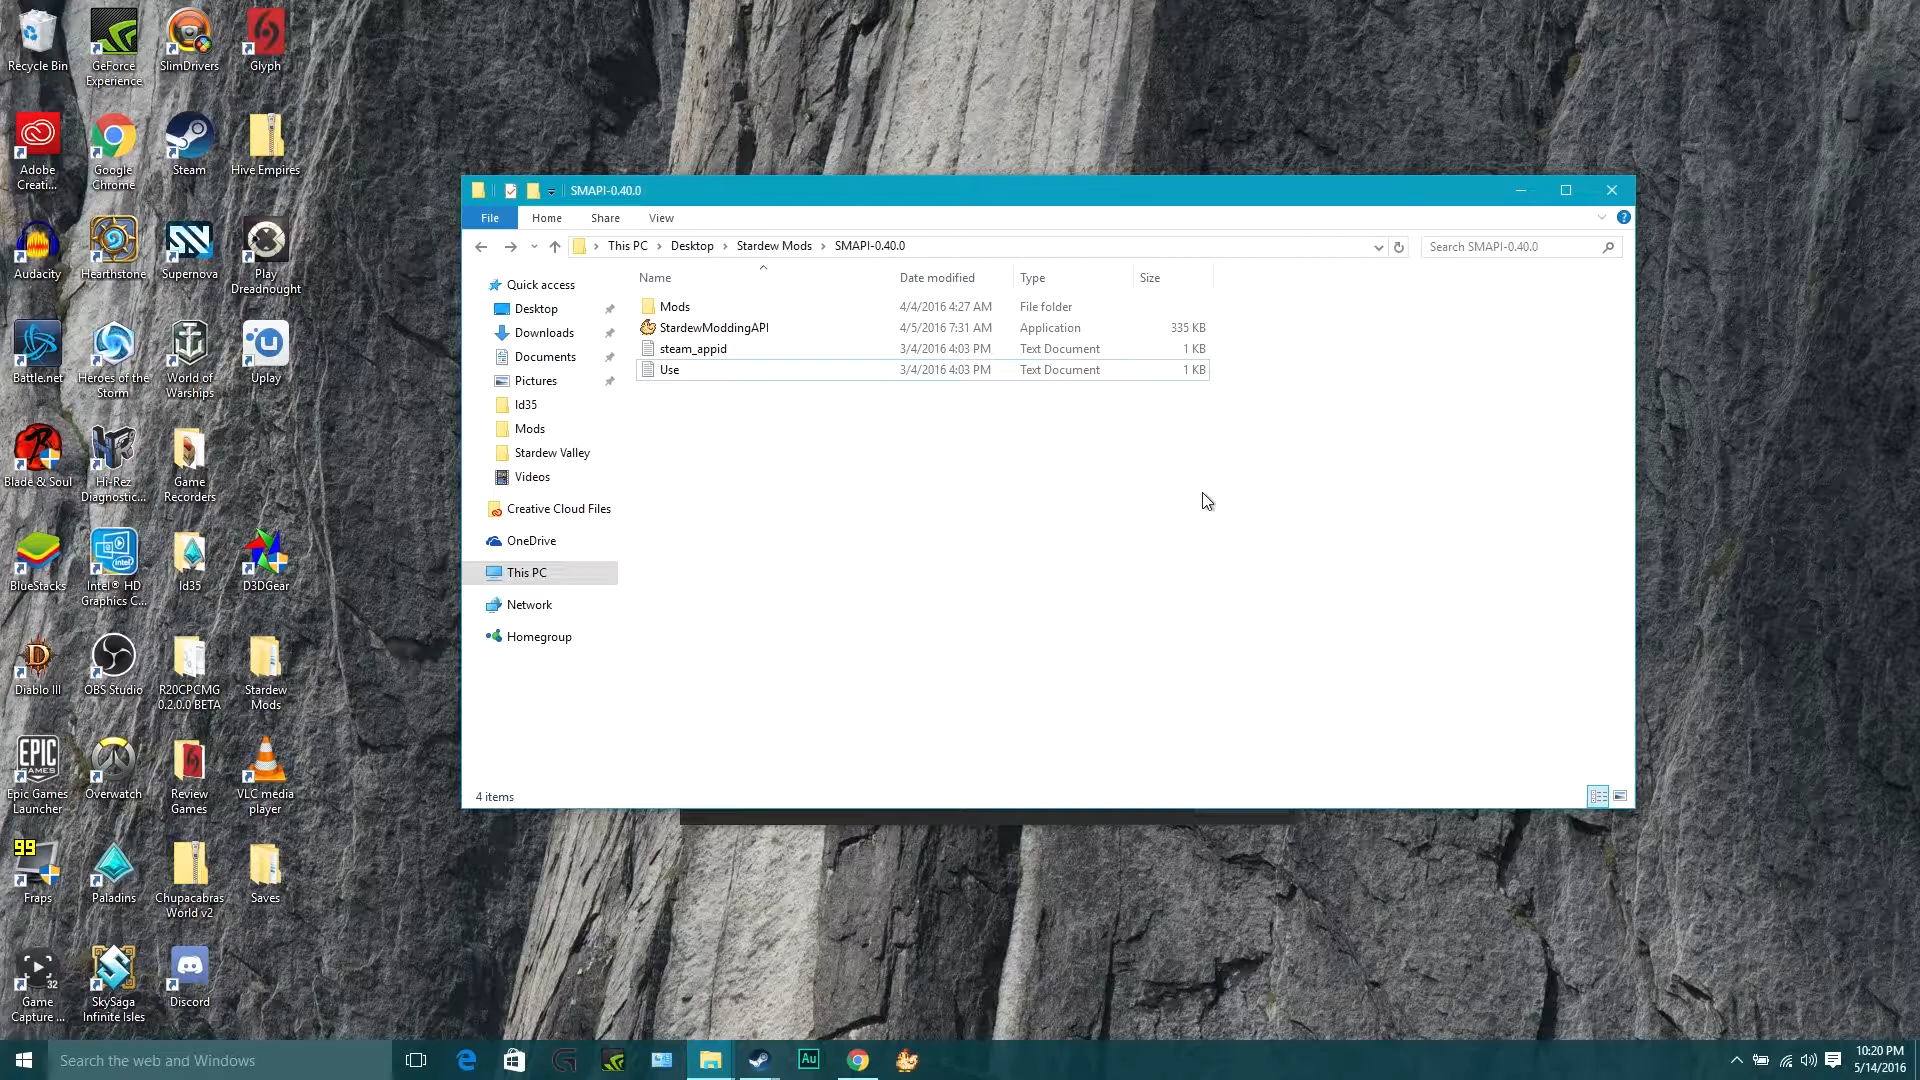 Recycle Bin
GeForce
Experience
SlimDrivers
Glyph
Adobe
Creati...
Google
Chrome
Steam
Hive Empires
Audacity
Hearthstone
Supernova
Play
Dreadnought
Battle.net
Heroes of the
Storm
World of
Warships
Uplay
Blade & Soul
Hi-Rez
Diagnostic...
Game
Recorders
BlueStacks
Intel® HD
Graphics C...
ld35
D3DGear
Diablo III
OBS Studio
R20CPCMG
0.2.0.0 BETA
Stardew
Mods
EPIC
GAMES
Epic Games
Launcher
Overwatch
Review
Games
VLC media
player
99
Fraps
Paladins
Chupacabras
World v2
Saves
32
Game
Capture ...
SkySaga
Infinite Isles
Discord
SMAPI-0.40.0
File
Home
Share
View
This PC
Desktop
Stardew Mods
SMAPI-0.40.0
Search SMAPI-0.40.0
Quick access
Desktop
Downloads
Documents
Pictures
ld35
Mods
Stardew Valley
Videos
Creative Cloud Files
OneDrive
This PC
Network
Homegroup
Name Date modified Type Size
Mods 4/4/2016 4:27 AM File folder
StardewModdingAPI 4/5/2016 7:31 AM Application 335 KB
steam_appid 3/4/2016 4:03 PM Text Document 1 KB
Use 3/4/2016 4:03 PM Text Document 1 KB
4 items
Search the web and Windows
Au
10:20 PM
5/14/2016